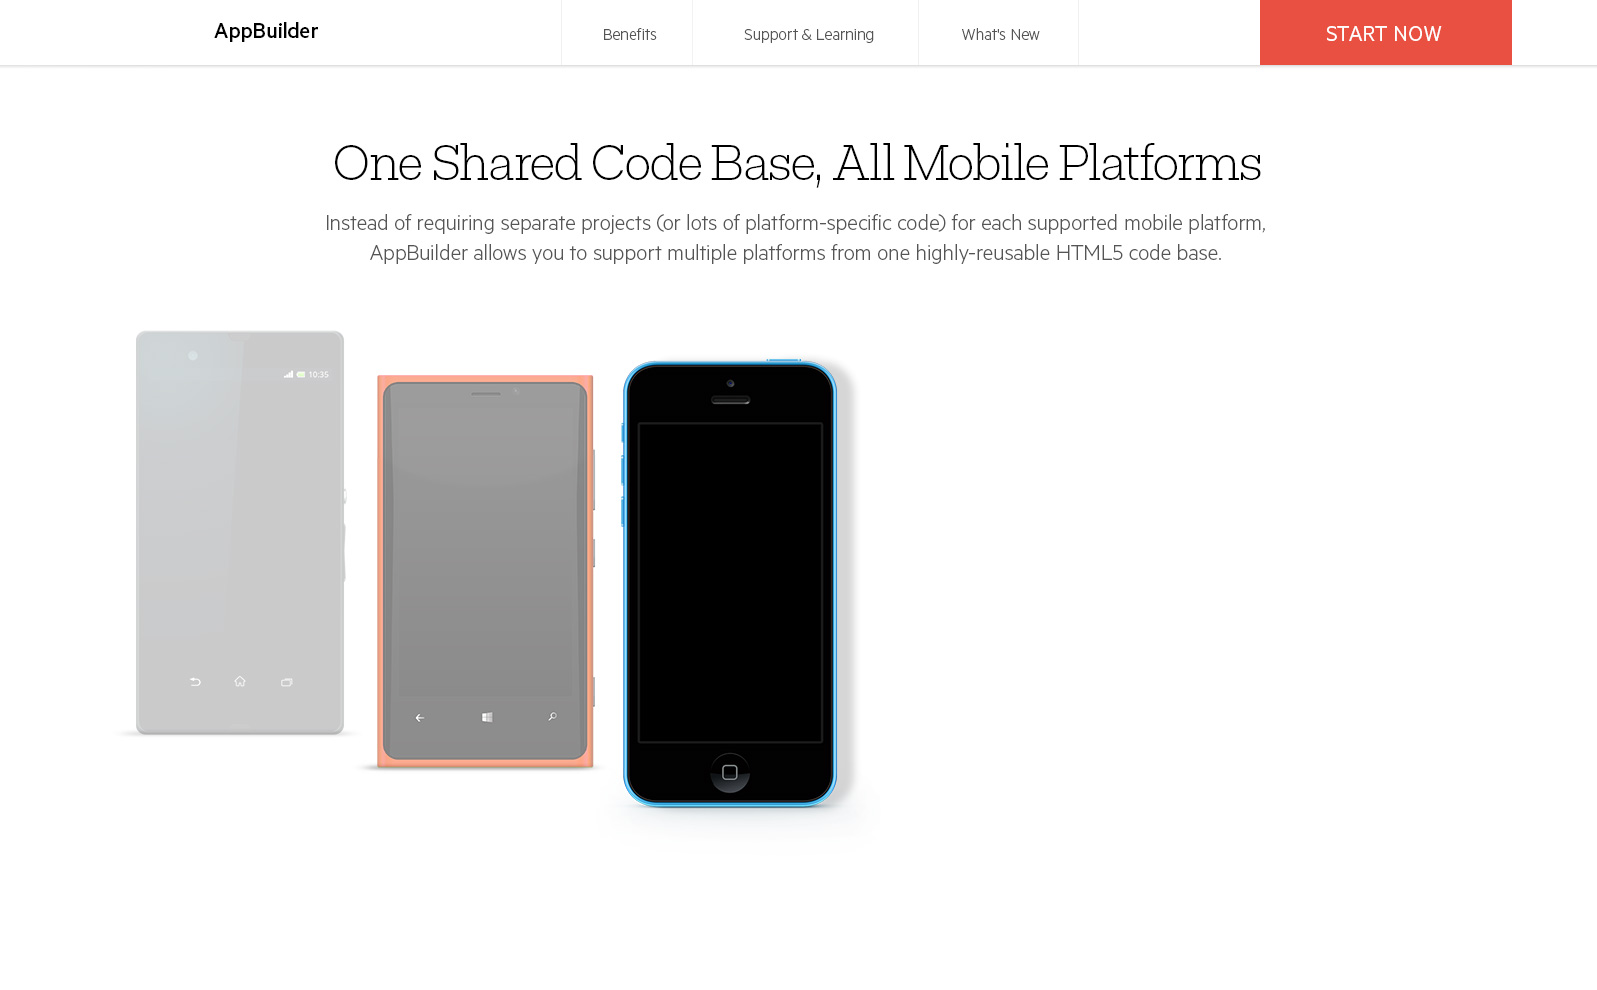 AppBuilder
Benefits
Support & Learning
What's New
START NOW
One Shared Code Base, All Mobile Platforms
Instead of requiring separate projects (or lots of platform-specific code) for each supported mobile platform,
AppBuilder allows you to support multiple platforms from one highly-reusable HTML5 code base.
10:35